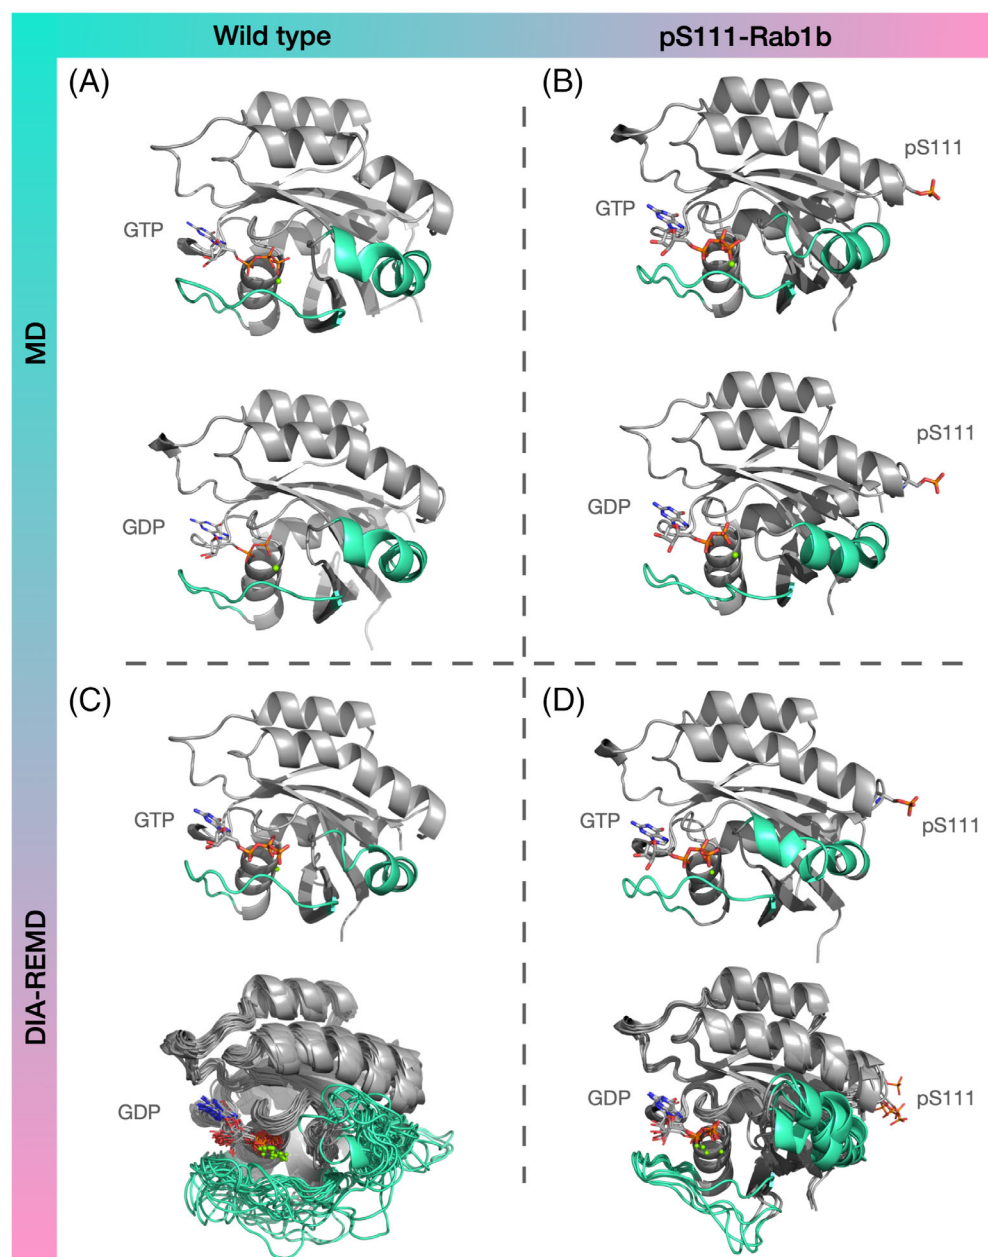 Wild type
pS111-Rab1b
MD
DIA-REMD
(A)
GTP
GDP
(B)
pS111
GTP
pS111
GDP
(C)
GTP
GDP
(D)
GTP
pS111
GDP
pS111